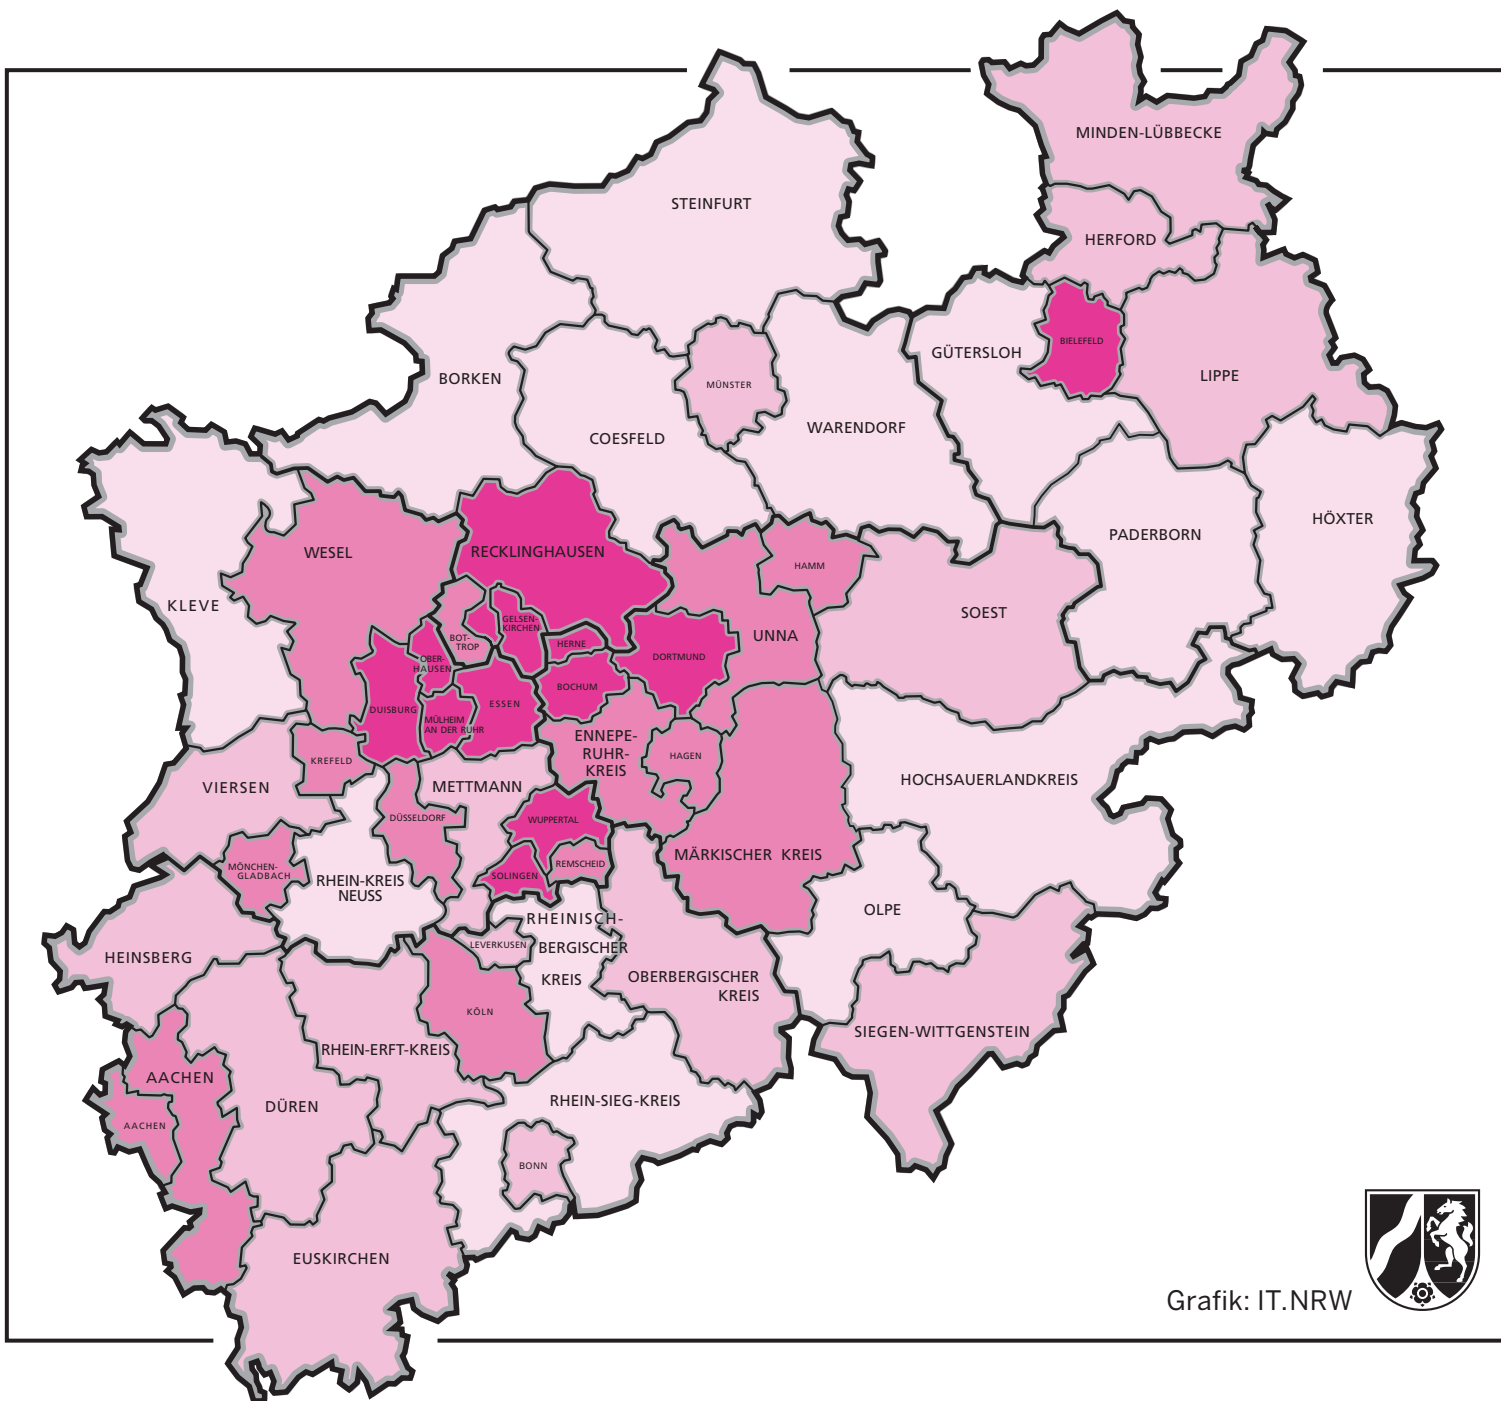 MINDEN-LÜBBECKE
STEINFURT
HERFORD
BIELEFELD
GÜTERSLOH
LIPPE
BORKEN
MÜNSTER
WARENDORF
COESFELD
HÖXTER
PADERBORN
RECKLINGHAUSEN
WESEL
HAMM
KLEVE
SOEST
GELSEN-
KIRCHEN
BOT-
TROP
HERNE
UNNA
DORTMUND
OBER-
HAUSEN
BOCHUM
ESSEN
DUISBURG
MÜLHEIM
AN DER RUHR
ENNEPE-
RUHR-
KREIS
HAGEN
KREFELD
HOCHSAUERLANDKREIS
VIERSEN
METTMANN
DÜSSELDORF
WUPPERTAL
MÄRKISCHER KREIS
REMSCHEID
MÖNCHEN-
GLADBACH
SOLINGEN
RHEIN-KREIS
NEUSS
OLPE
RHEINISCH-
BERGISCHER
KREIS
LEVERKUSEN
HEINSBERG
OBERBERGISCHER
KREIS
KÖLN
SIEGEN-WITTGENSTEIN
RHEIN-ERFT-KREIS
AACHEN
RHEIN-SIEG-KREIS
DÜREN
AACHEN
BONN
EUSKIRCHEN
Grafik: IT.NRW